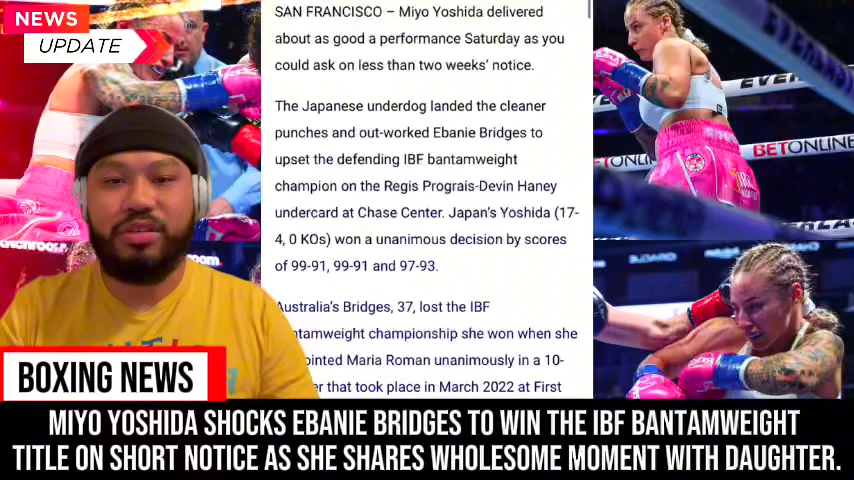 NEWS
UPDATE
SAN FRANCISCO – Miyo Yoshida delivered
about as good a performance Saturday as you
could ask on less than two weeks’ notice.
The Japanese underdog landed the cleaner
punches and out-worked Ebanie Bridges to
upset the defending IBF bantamweight
champion on the Regis Prograis-Devin Haney
undercard at Chase Center. Japan’s Yoshida (17-
4, 0 KOs) won a unanimous decision by scores
of 99-91, 99-91 and 97-93.
Australia’s Bridges, 37, lost the IBF
bantamweight championship she won when she
Maria Roman unanimously in a 10-
that took place in March 2022 at First
BETONLINE
BOXING NEWS
MIYO YOSHIDA SHOCKS EBANIE BRIDGES TO WIN THE IBF BANTAMWEIGHT
TITLE ON SHORT NOTICE AS SHE SHARES WHOLESOME MOMENT WITH DAUGHTER.